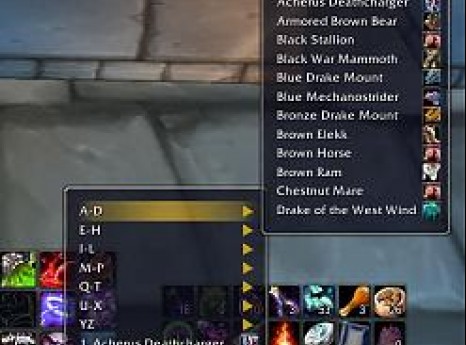 Acherus Deathcharger
Armored Brown Bear
Black Stallion
Black War Mammoth
Blue Drake Mount
Blue Mechanostrider
Bronze Drake Mount
Brown Elekk
Brown Horse
Brown Ram
Chestnut Mare
Drake of the West Wind
A-D
E-H
I-L
M-P
Q-T
U-X
YZ
1 Acherus Deathcharger